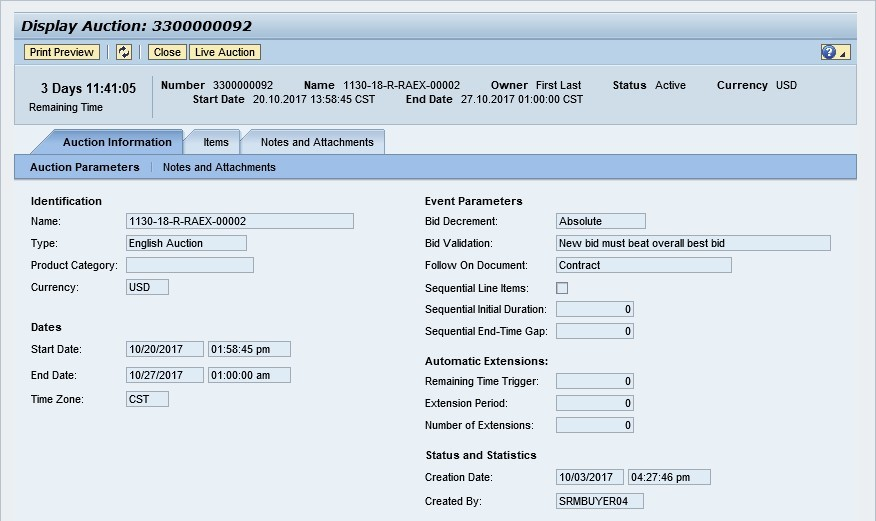 Display Auction: 3300000092
Print Preview Close Live Auction ?
3 Days 11:41:05
Remaining Time
Number 3300000092 Name 1130-18-R-RAEX-00002 Owner First Last Status Active Currency USD
Start Date 20.10.2017 13:58:45 CST End Date 27.10.2017 01:00:00 CST
Auction Information Items Notes and Attachments
Auction Parameters Notes and Attachments
Identification
Name: 1130-18-R-RAEX-00002
Type: English Auction
Product Category:
Currency: USD
Dates
Start Date: 10/20/2017 01:58:45 pm
End Date: 10/27/2017 01:00:00 am
Time Zone: CST
Event Parameters
Bid Decrement: Absolute
Bid Validation: New bid must beat overall best bid
Follow On Document: Contract
Sequential Line Items:
Sequential Initial Duration: 0
Sequential End-Time Gap: 0
Automatic Extensions:
Remaining Time Trigger: 0
Extension Period: 0
Number of Extensions: 0
Status and Statistics
Creation Date: 10/03/2017 04:27:46 pm
Created By: SRMBUYER04